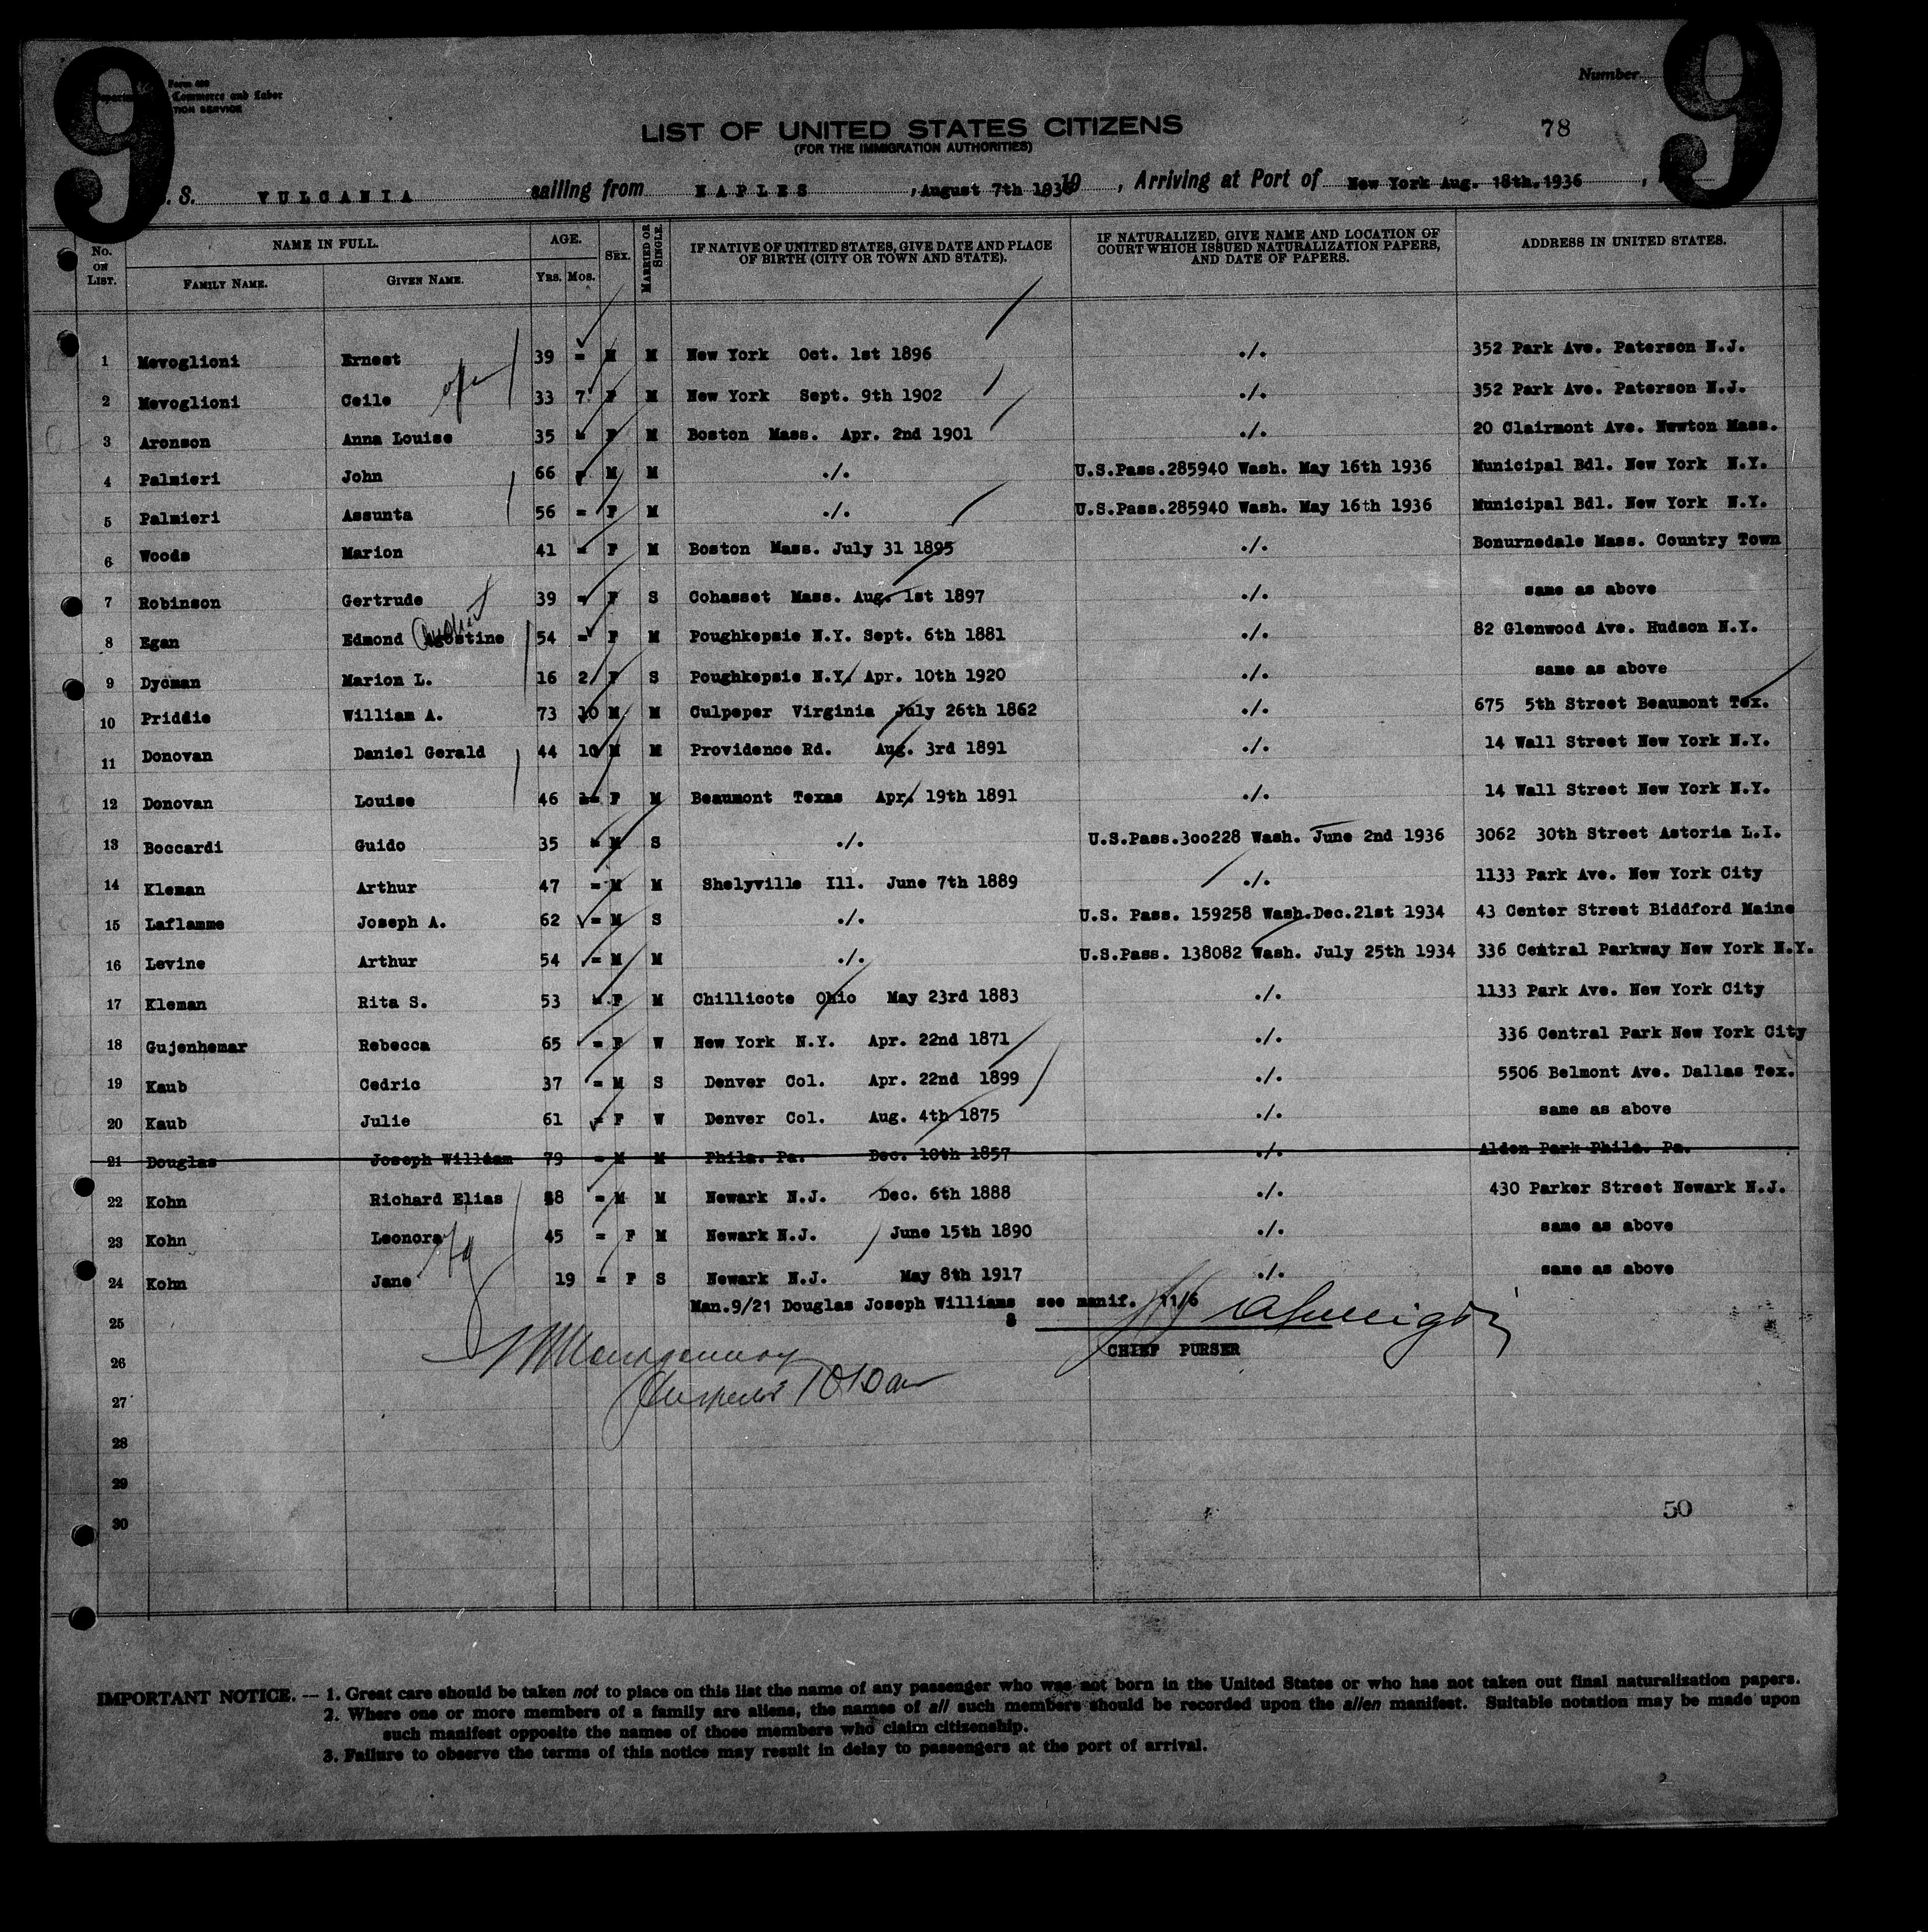 9
9
Form 490
Commerce and Labor
TION SERVICE
Number
78
LIST OF UNITED STATES CITIZENS
(FOR THE IMMIGRATION AUTHORITIES)
S. VULCANIA sailing from NAPLES , August 7th 1936 19 , Arriving at Port of New York Aug. 18th. 1936 ,
No. ON LIST. NAME IN FULL. FAMILY NAME. GIVEN NAME. AGE. YRS. MOS. SEX. MARRIED OR SINGLE. IF NATIVE OF UNITED STATES, GIVE DATE AND PLACE OF BIRTH (CITY OR TOWN AND STATE). IF NATURALIZED, GIVE NAME AND LOCATION OF COURT WHICH ISSUED NATURALIZATION PAPERS, AND DATE OF PAPERS. ADDRESS IN UNITED STATES.
1 Mevoglioni Ernest 39 = M M New York Oct. 1st 1896 ./. 352 Park Ave. Paterson N.J.
2 Mevoglioni Ceile 33 7 F M New York Sept. 9th 1902 ./. 352 Park Ave. Paterson N.J.
3 Aronson Anna Louise 35 = F M Boston Mass. Apr. 2nd 1901 ./. 20 Clairmont Ave. Newton Mass.
4 Palmieri John 66 = M M ./. U.S.Pass.285940 Wash. May 16th 1936 Municipal Bdl. New York N.Y.
5 Palmieri Assunta 56 = F M ./. U.S.Pass.285940 Wash. May 16th 1936 Municipal Bdl. New York N.Y.
6 Woods Marion 41 = F M Boston Mass. July 31 1895 ./. Bonurnedale Mass. Country Town
7 Robinson Gertrude 39 = F S Cohasset Mass. Aug. 1st 1897 ./. same as above
8 Egan Edmond Agostine 54 = F M Poughkepsie N.Y. Sept. 6th 1881 ./. 82 Glenwood Ave. Hudson N.Y.
9 Dycman Marion L. 16 2 F S Poughkepsie N.Y. Apr. 10th 1920 ./. same as above
10 Priddie William A. 73 10 M M Culpeper Virginia July 26th 1862 ./. 675 5th Street Beaumont Tex.
11 Donovan Daniel Gerald 44 10 M M Providence Rd. Aug. 3rd 1891 ./. 14 Wall Street New York N.Y.
12 Donovan Louise 46 F M Beaumont Texas Apr. 19th 1891 ./. 14 Wall Street New York N.Y.
13 Boccardi Guido 35 = M S ./. U.S.Pass.3oo228 Wash. June 2nd 1936 3062 30th Street Astoria L.I.
14 Kleman Arthur 47 = M M Shelyville Ill. June 7th 1889 ./. 1133 Park Ave. New York City
15 Laflamme Joseph A. 62 = M S ./. U.S. Pass. 159258 Wash.Dec.21st 1934 43 Center Street Biddford Maine
16 Levine Arthur 54 = M M ./. U.S.Pass. 138082 Wash. July 25th 1934 336 Central Parkway New York N.Y.
17 Kleman Rita S. 53 = F M Chillicote Ohio May 23rd 1883 ./. 1133 Park Ave. New York City
18 Gujenhemar Rebecca 65 = F W New York N.Y. Apr. 22nd 1871 ./. 336 Central Park New York City
19 Kaub Cedric 37 = M S Denver Col. Apr. 22nd 1899 ./. 5506 Belmont Ave. Dallas Tex.
20 Kaub Julie 61 = F W Denver Col. Aug. 4th 1875 ./. same as above
21 Douglas Joseph William 79 = M M Phila. Pa. Dec. 10th 1857 ./. Alden Park Phila. Pa.
22 Kohn Richard Elias 48 = M M Newark N.J. Dec. 6th 1888 ./. 430 Parker Street Newark N.J.
23 Kohn Leonora 45 = F M Newark N.J. June 15th 1890 ./. same as above
24 Kohn Jane 19 = F S Newark N.J. May 8th 1917 ./. same as above
Man.9/21 Douglas Joseph Williams see manif. 11/6
25
26 CHIEF PURSER
27 Inspector 1010am
28
29
30
50
IMPORTANT NOTICE. — 1. Great care should be taken not to place on this list the name of any passenger who was not born in the United States or who has not taken out final naturalization papers.
2. Where one or more members of a family are aliens, the names of all such members should be recorded upon the alien manifest. Suitable notation may be made upon
such manifest opposite the names of those members who claim citizenship.
3. Failure to observe the terms of this notice may result in delay to passengers at the port of arrival.